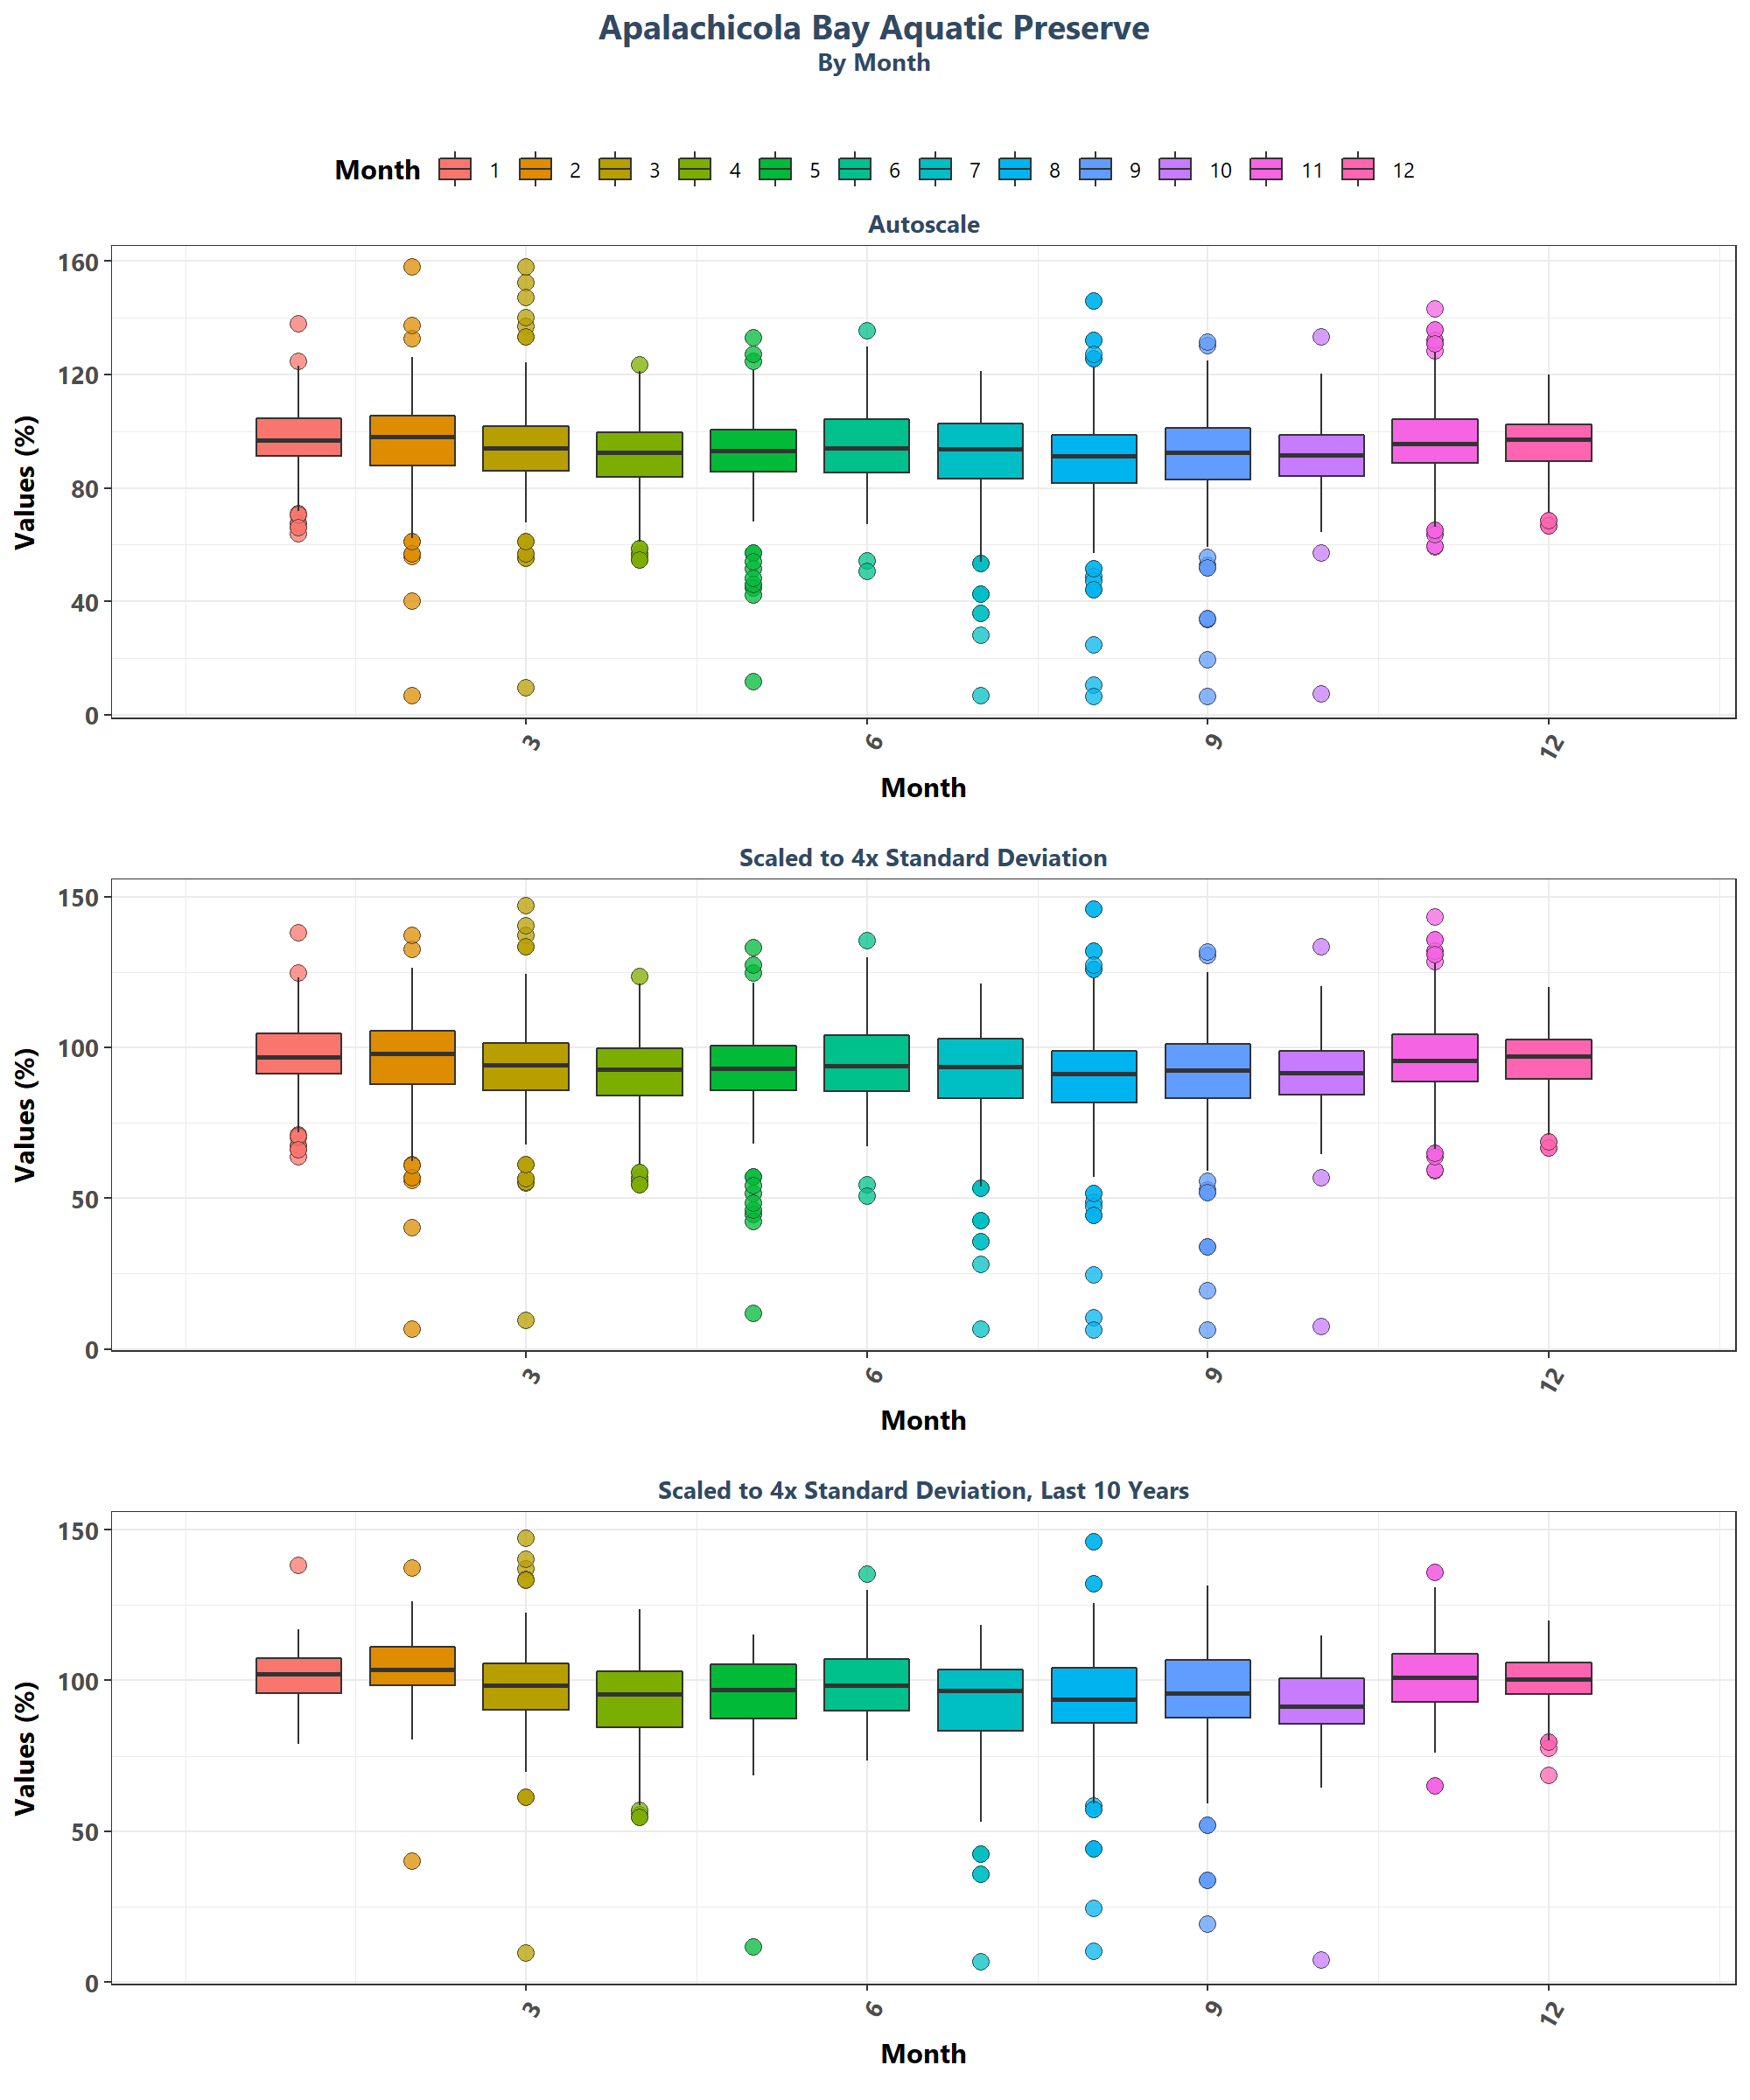 Apalachicola Bay Aquatic Preserve
By Month
Month 1 2 3 4 5 6 7 8 9 10 11 12
Autoscale
Values (%)
160
120
80
40
0
3 6 9 12
Month
Scaled to 4x Standard Deviation
Values (%)
150
100
50
0
3 6 9 12
Month
Scaled to 4x Standard Deviation, Last 10 Years
Values (%)
150
100
50
0
3 6 9 12
Month